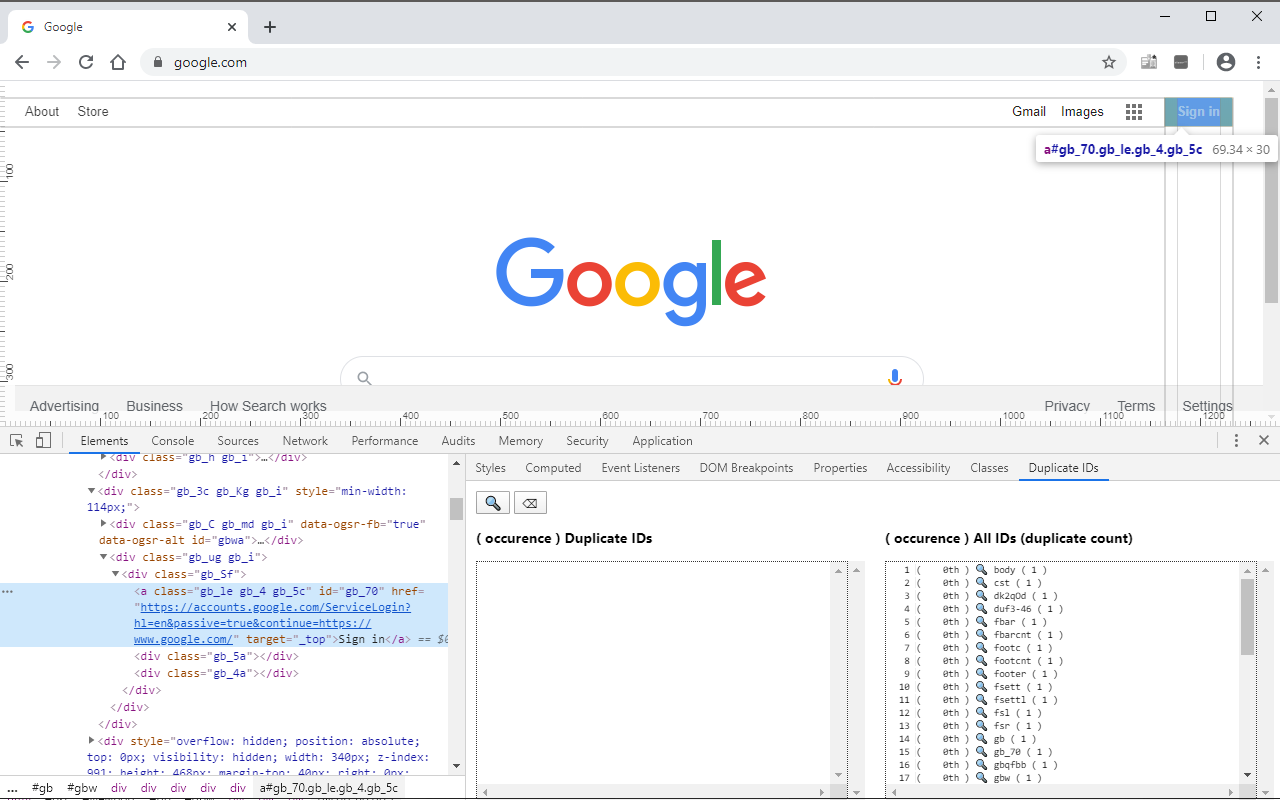 Google
google.com
About Store Gmail Images Sign in
a#gb_70.gb_le.gb_4.gb_5c 69.34 × 30
100
200
300
Google
Advertising Business How Search works Privacy Terms Settings
100 200 300 400 500 600 700 800 900 1000 1100 1200
Elements Console Sources Network Performance Audits Memory Security Application
<div class="gb_h gb_i">…</div>
</div>
<div class="gb_3c gb_Kg gb_i" style="min-width:
114px;">
<div class="gb_C gb_md gb_i" data-ogsr-fb="true"
data-ogsr-alt id="gbwa">…</div>
<div class="gb_ug gb_i">
<div class="gb_Sf">
<a class="gb_le gb_4 gb_5c" id="gb_70" href=
"https://accounts.google.com/ServiceLogin?
hl=en&passive=true&continue=https://
www.google.com/" target="_top">Sign in</a> == $0
<div class="gb_5a"></div>
<div class="gb_4a"></div>
</div>
</div>
</div>
<div style="overflow: hidden; position: absolute;
top: 0px; visibility: hidden; width: 340px; z-index:
991; height: 468px; margin-top: 40px; right: 0px;
... #gb #gbw div div div div div a#gb_70.gb_le.gb_4.gb_5c
Styles Computed Event Listeners DOM Breakpoints Properties Accessibility Classes Duplicate IDs
( occurence ) Duplicate IDs
( occurence ) All IDs (duplicate count)
1 ( 0th ) body ( 1 )
2 ( 0th ) cst ( 1 )
3 ( 0th ) dk2qOd ( 1 )
4 ( 0th ) duf3-46 ( 1 )
5 ( 0th ) fbar ( 1 )
6 ( 0th ) fbarcnt ( 1 )
7 ( 0th ) footc ( 1 )
8 ( 0th ) footcnt ( 1 )
9 ( 0th ) footer ( 1 )
10 ( 0th ) fsett ( 1 )
11 ( 0th ) fsettl ( 1 )
12 ( 0th ) fsl ( 1 )
13 ( 0th ) fsr ( 1 )
14 ( 0th ) gb ( 1 )
15 ( 0th ) gb_70 ( 1 )
16 ( 0th ) gbqfbb ( 1 )
17 ( 0th ) gbw ( 1 )